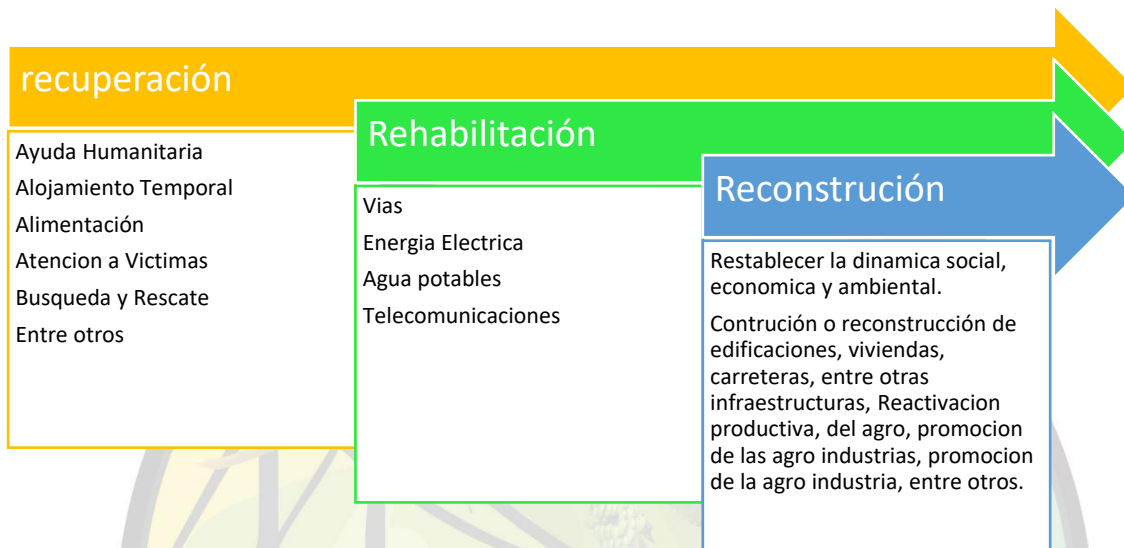 recuperación
Ayuda Humanitaria
Alojamiento Temporal
Alimentación
Atencion a Victimas
Busqueda y Rescate
Entre otros
Rehabilitación
Vias
Energia Electrica
Agua potables
Telecomunicaciones
Reconstrución
Restablecer la dinamica social,
economica y ambiental.
Contrución o reconstrucción de
edificaciones, viviendas,
carreteras, entre otras
infraestructuras, Reactivacion
productiva, del agro, promocion
de las agro industrias, promocion
de la agro industria, entre otros.